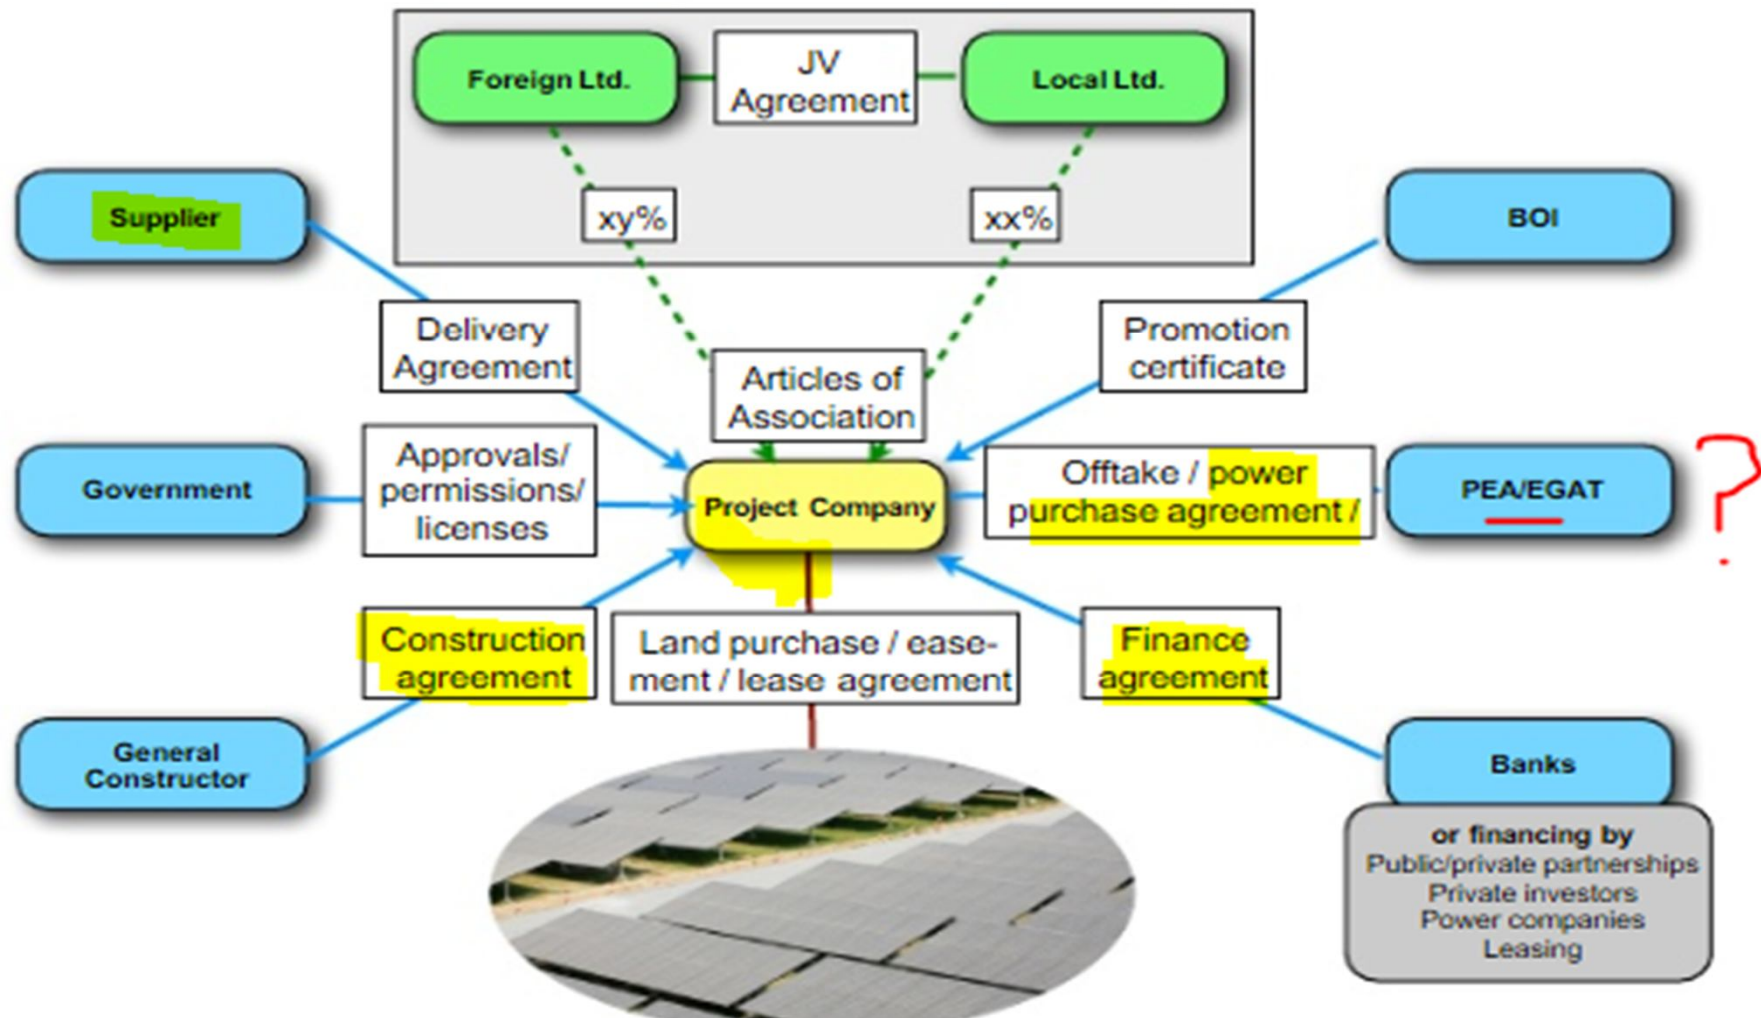 Foreign Ltd.
JV
Agreement
Local Ltd.
Supplier
xy%
xx%
BOI
Delivery
Agreement
Promotion
certificate
Articles of
Association
Government
Approvals/
permissions/
licenses
Project Company
Offtake / power
purchase agreement /
PEA/EGAT
?
Construction
agreement
Land purchase / ease-
ment / lease agreement
Finance
agreement
General
Constructor
Banks
or financing by
Public/private partnerships
Private investors
Power companies
Leasing